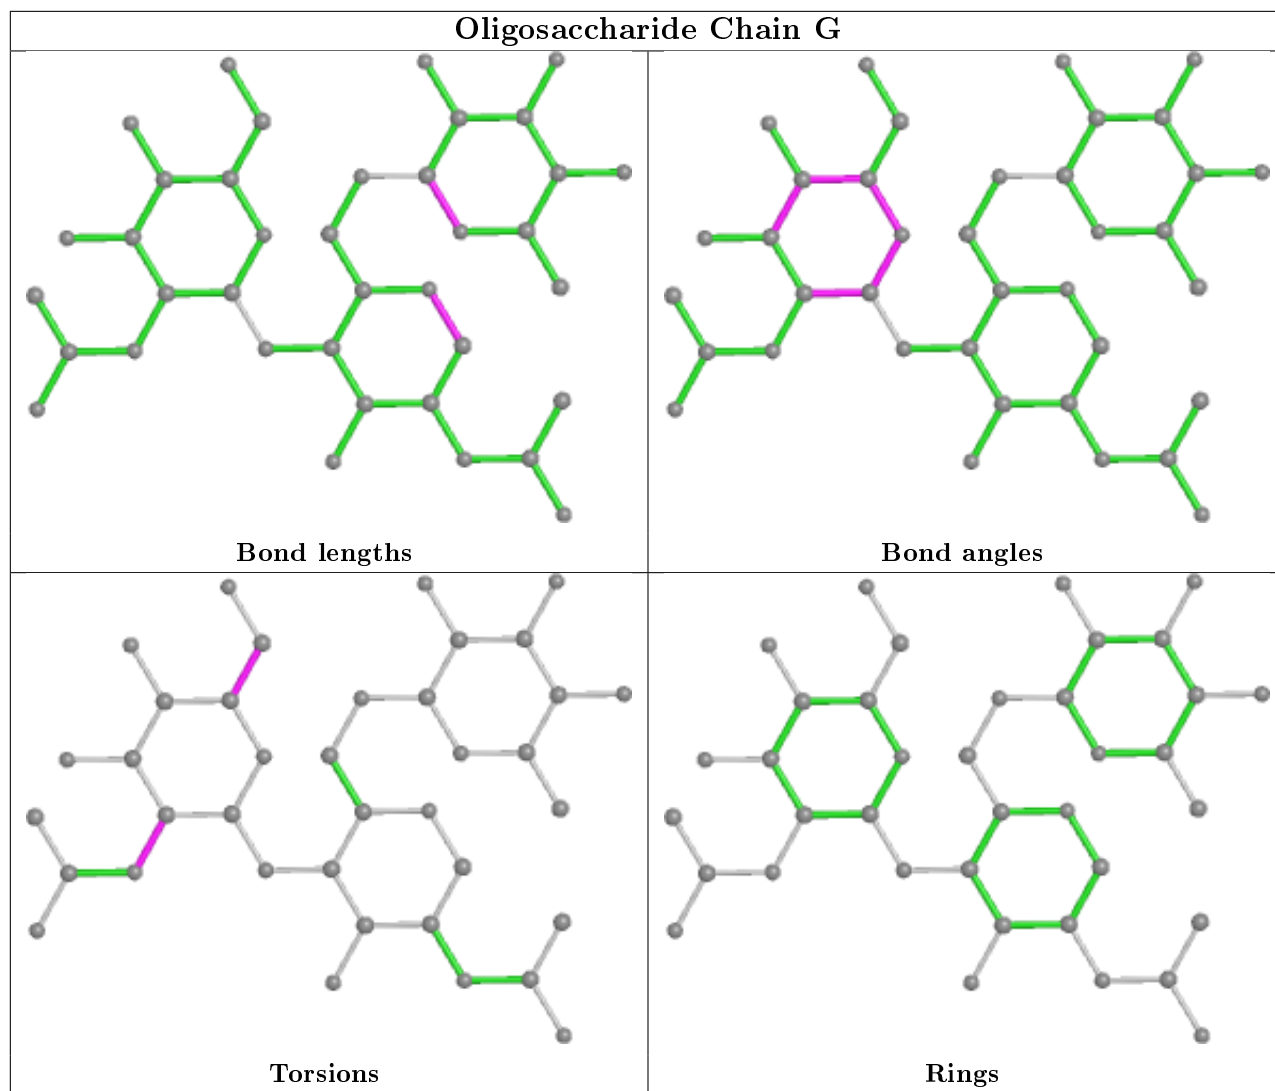 Oligosaccharide Chain G
Bond lengths
Bond angles
Torsions
Rings